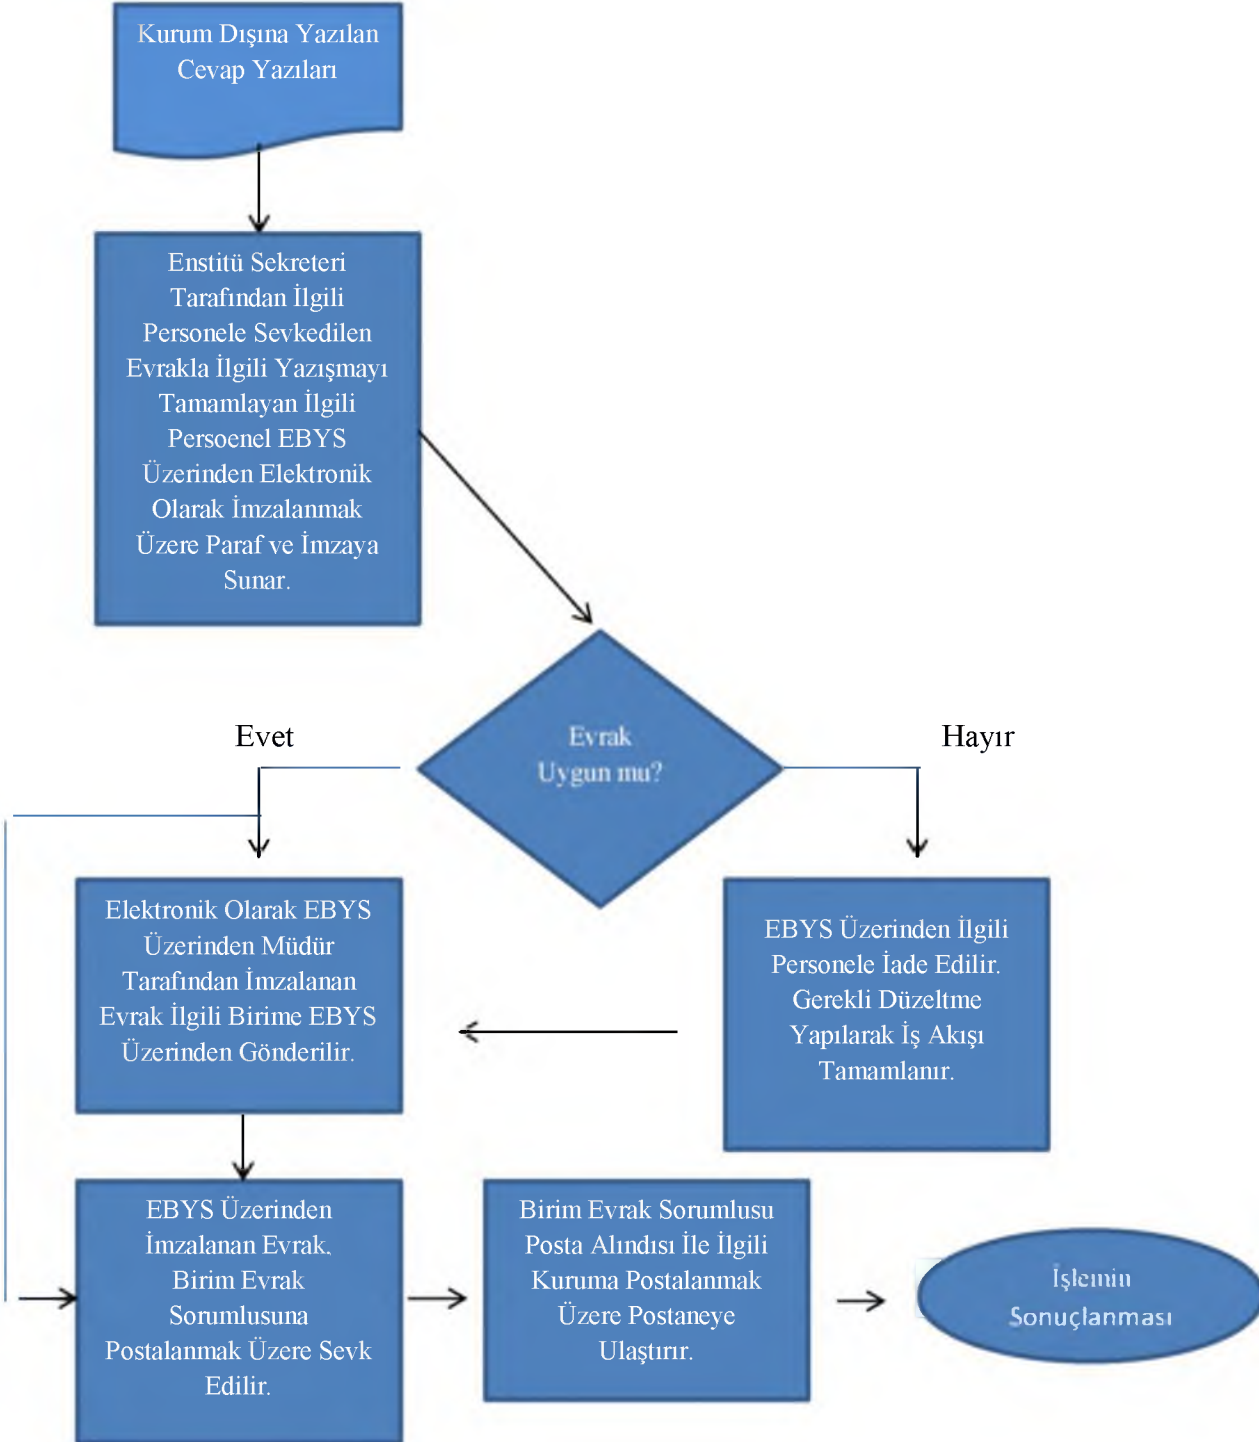 Kurum Dışına Yazılan
Cevap Yazıları
Enstitü Sekreteri
Tarafından İlgili
Personele Sevkedilen
Evrakla İlgili Yazışmayı
Tamamlayan İlgili
Persoenel EBYS
Üzerinden Elektronik
Olarak İmzalanmak
Üzere Paraf ve İmzaya
Sunar.
Evet
Evrak
Uygun mu?
Hayır
Elektronik Olarak EBYS
Üzerinden Müdür
Tarafından İmzalanan
Evrak İlgili Birime EBYS
Üzerinden Gönderilir.
EBYS Üzerinden İlgili
Personele İade Edilir.
Gerekli Düzeltme
Yapılarak İş Akışı
Tamamlanır.
EBYS Üzerinden
İmzalanan Evrak,
Birim Evrak
Sorumlusuna
Postalanmak Üzere Sevk
Edilir.
Birim Evrak Sorumlusu
Posta Alındısı İle İlgili
Kuruma Postalanmak
Üzere Postaneye
Ulaştırır.
İşlemin
Sonuçlanması